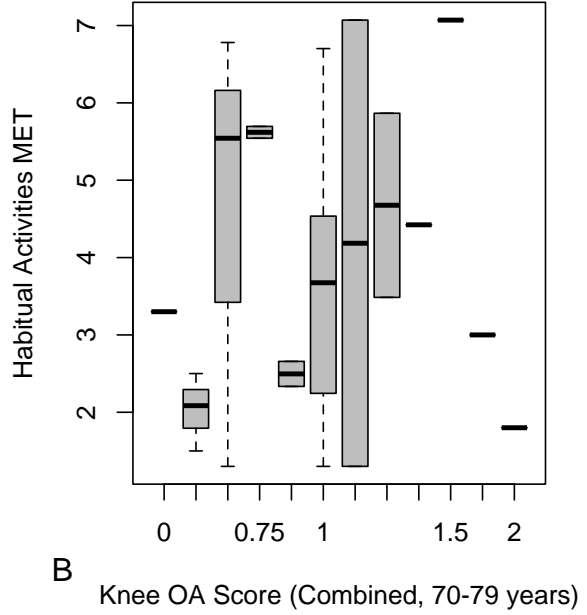 Habitual Activities MET
7
6
5
4
3
2
0 0.75 1 1.5 2
B
Knee OA Score (Combined, 70-79 years)